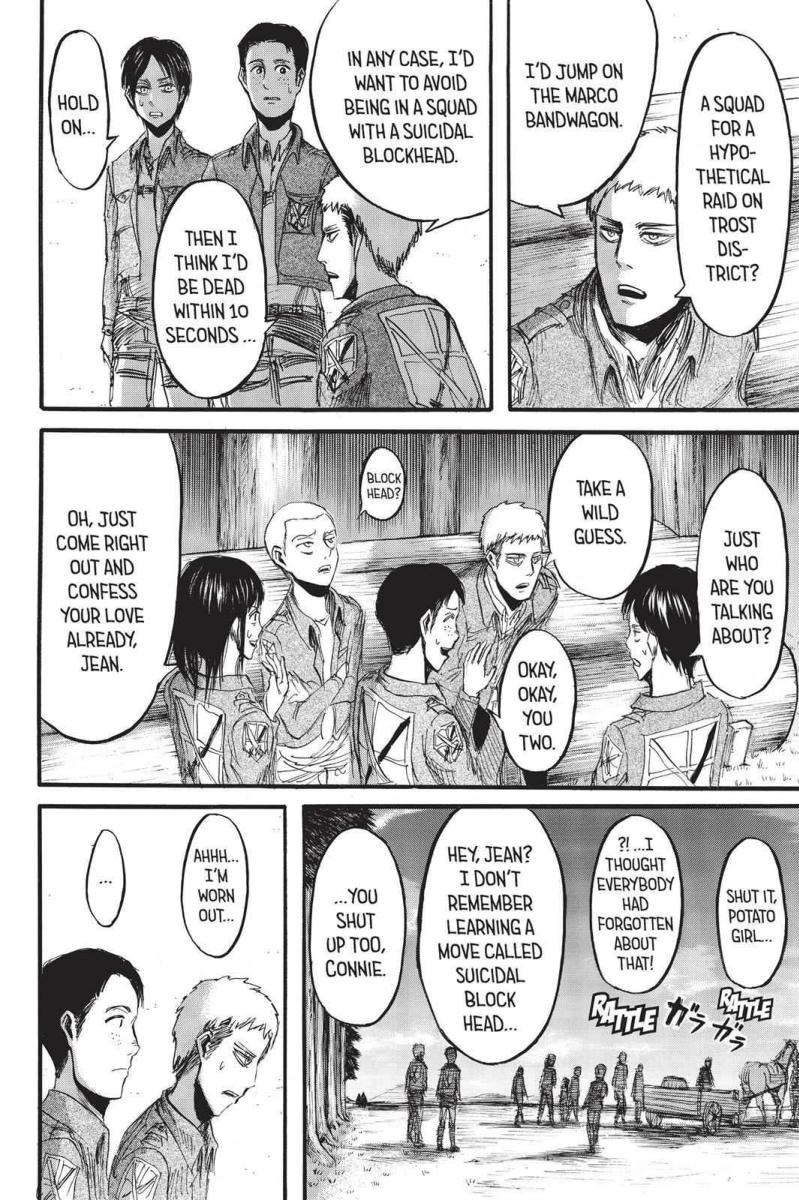 A SQUAD
FOR A
HYPO-
THETICAL
RAID ON
TROST
DIS-
TRICT?
I'D JUMP ON
THE MARCO
BANDWAGON.
IN ANY CASE, I'D
WANT TO AVOID
BEING IN A SQUAD
WITH A SUICIDAL
BLOCKHEAD.
THEN I
THINK I'D
BE DEAD
WITHIN 10
SECONDS ...
HOLD
ON...
JUST
WHO
ARE YOU
TALKING
ABOUT?
TAKE A
WILD
GUESS.
OKAY,
OKAY,
YOU
TWO.
BLOCK
HEAD?
OH, JUST
COME RIGHT
OUT AND
CONFESS
YOUR LOVE
ALREADY,
JEAN.
SHUT IT,
POTATO
GIRL...
?! ...I
THOUGHT
EVERYBODY
HAD
FORGOTTEN
ABOUT
THAT!
HEY, JEAN?
I DON'T
REMEMBER
LEARNING A
MOVE CALLED
SUICIDAL
BLOCK
HEAD...
...YOU
SHUT
UP TOO,
CONNIE.
RATTLE
ガラ
RATTLE
ガラ
AHHH...
I'M
WORN
OUT...
...